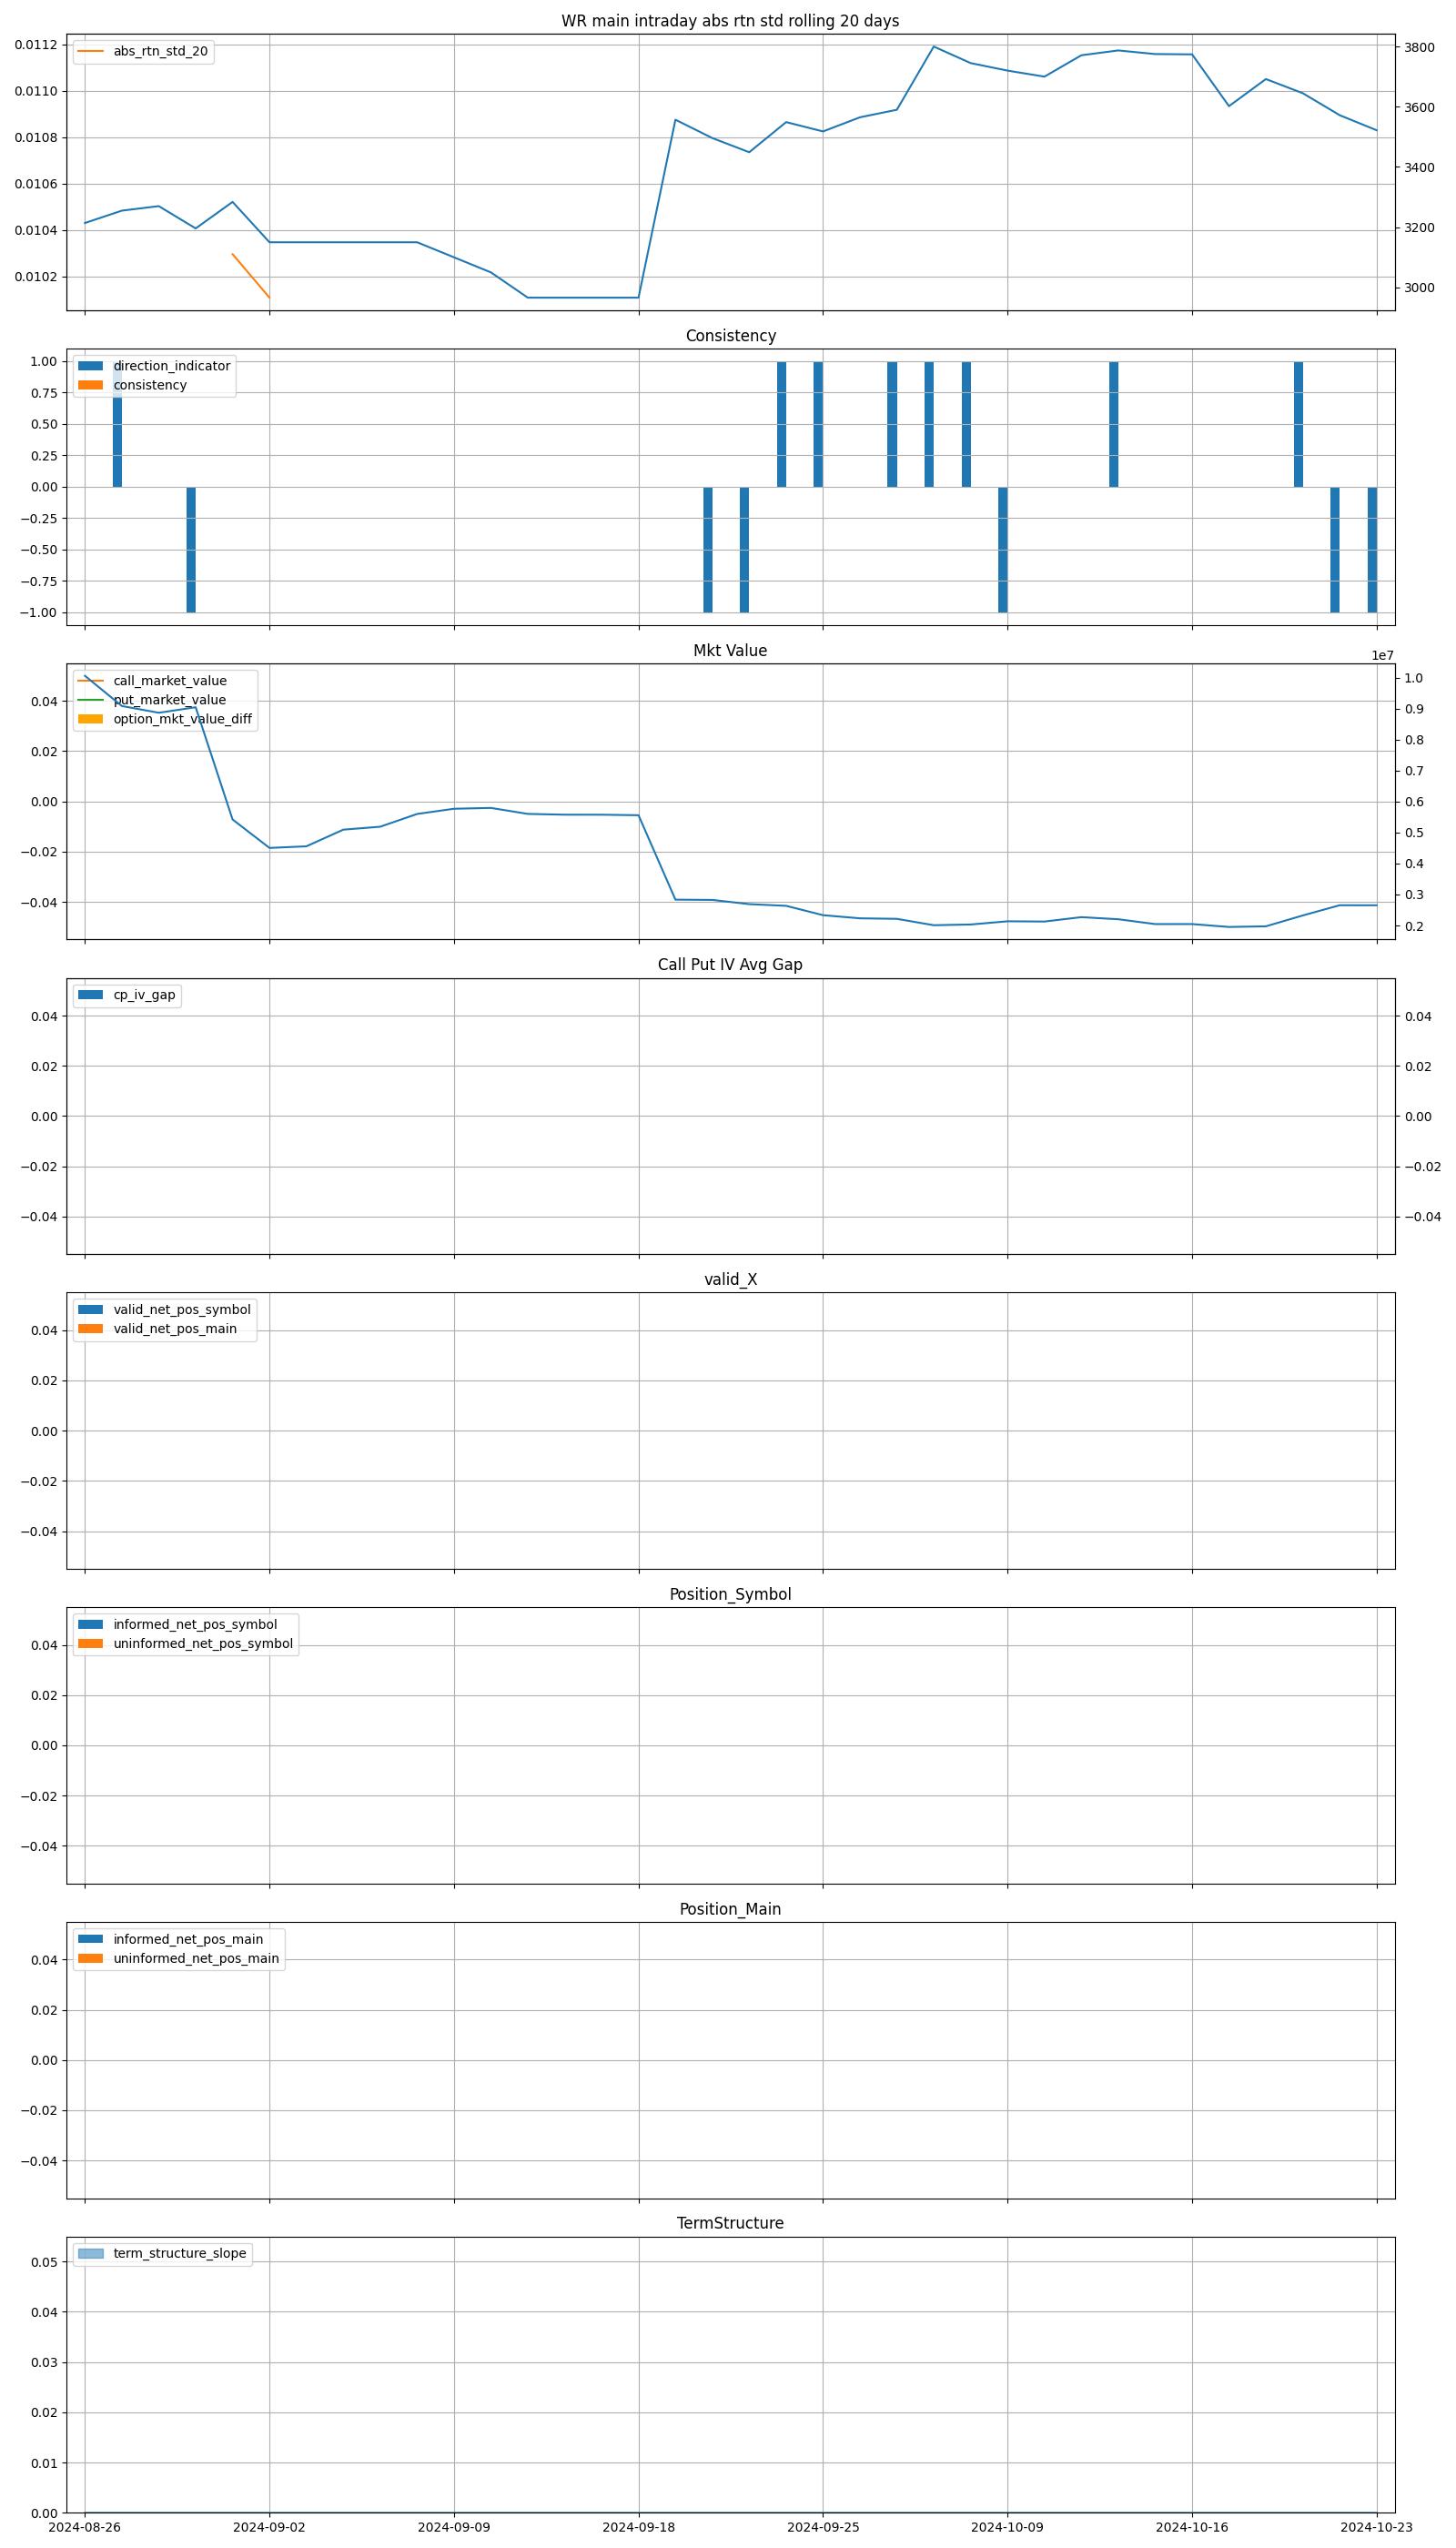 WR main intraday abs rtn std rolling 20 days
abs_rtn_std_20
0.0112
0.0110
0.0108
0.0106
0.0104
0.0102
3800
3600
3400
3200
3000
Consistency
direction_indicator
consistency
1.00
0.75
0.50
0.25
0.00
−0.25
−0.50
−0.75
−1.00
Mkt Value
1e7
call_market_value
put_market_value
option_mkt_value_diff
0.04
0.02
0.00
−0.02
−0.04
1.0
0.9
0.8
0.7
0.6
0.5
0.4
0.3
0.2
Call Put IV Avg Gap
cp_iv_gap
0.04
0.02
0.00
−0.02
−0.04
0.04
0.02
0.00
−0.02
−0.04
valid_X
valid_net_pos_symbol
valid_net_pos_main
0.04
0.02
0.00
−0.02
−0.04
Position_Symbol
informed_net_pos_symbol
uninformed_net_pos_symbol
0.04
0.02
0.00
−0.02
−0.04
Position_Main
informed_net_pos_main
uninformed_net_pos_main
0.04
0.02
0.00
−0.02
−0.04
TermStructure
term_structure_slope
0.05
0.04
0.03
0.02
0.01
0.00
2024-08-26 2024-09-02 2024-09-09 2024-09-18 2024-09-25 2024-10-09 2024-10-16 2024-10-23